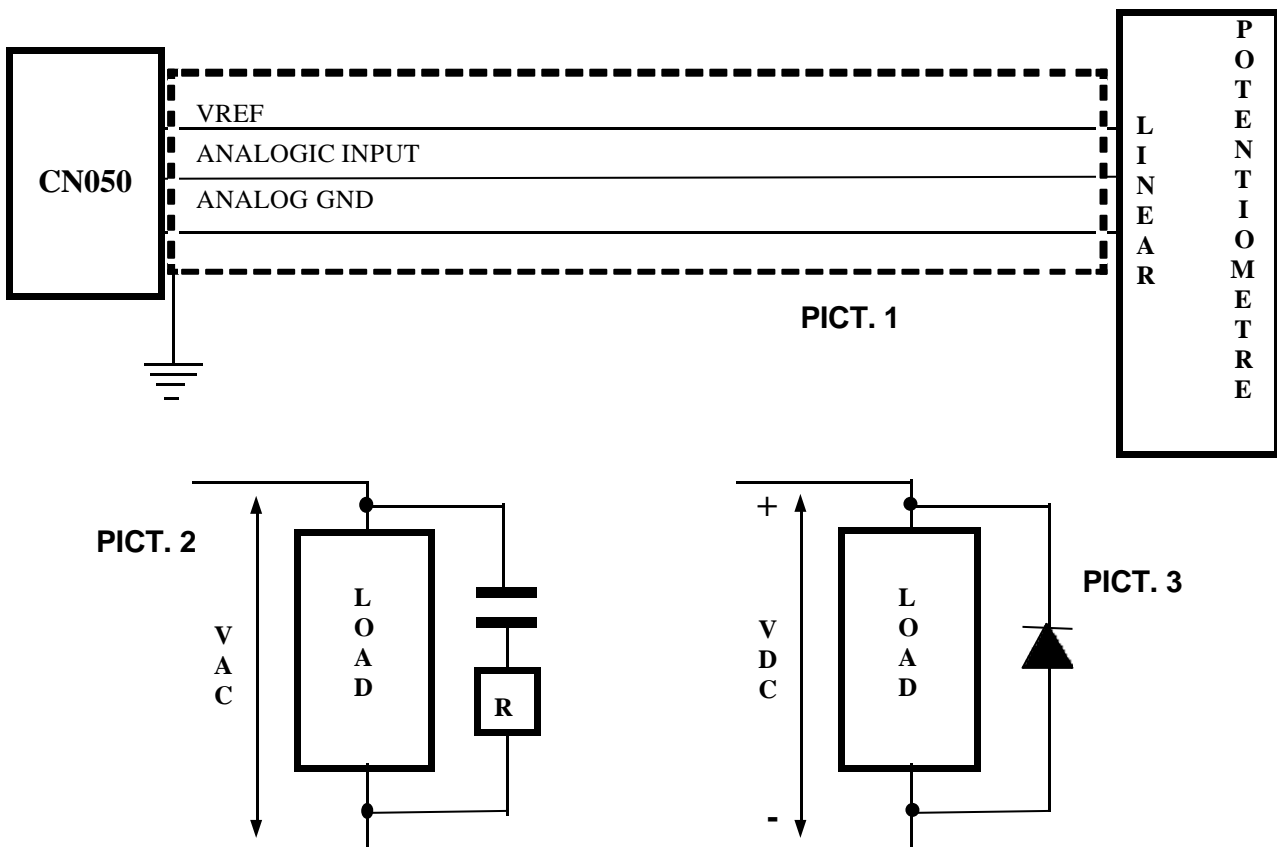 VREF
ANALOGIC INPUT
ANALOG GND
CN050
LINEAR
POTENTIOMETRE
PICT. 1
PICT. 2
VAC
LOAD
R
+
VDC
-
LOAD
PICT. 3